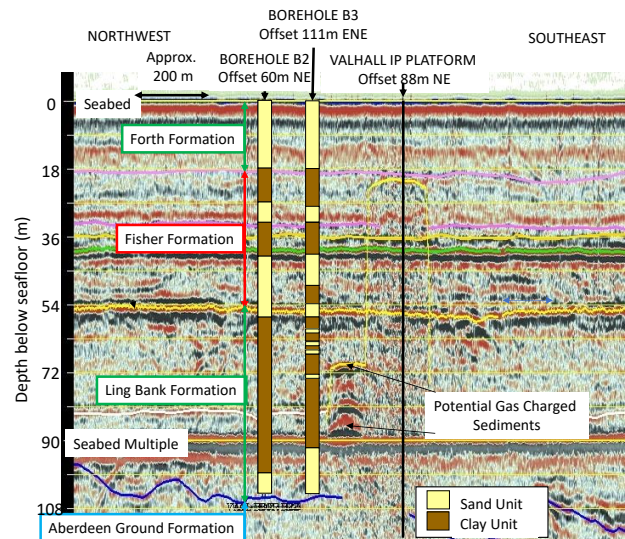 BOREHOLE B3
Offset 111m ENE
NORTHWEST
SOUTHEAST
Approx.
200 m
BOREHOLE B2
Offset 60m NE
VALHALL IP PLATFORM
Offset 88m NE
Depth below seafloor (m)
0
18
36
54
72
90
108
Seabed
Forth Formation
Fisher Formation
Ling Bank Formation
Potential Gas Charged
Sediments
Seabed Multiple
Sand Unit
Clay Unit
Aberdeen Ground Formation